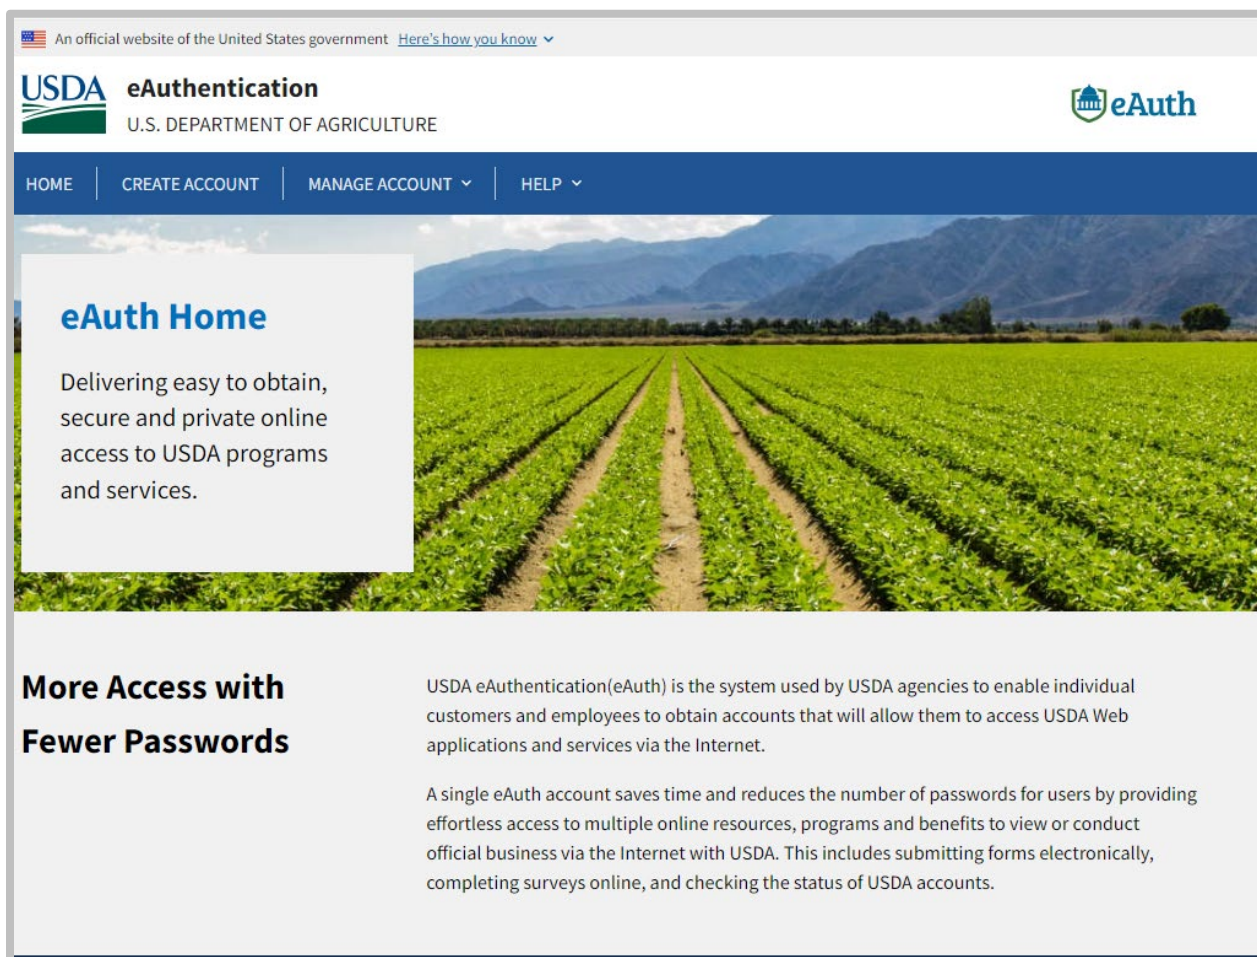 An official website of the United States government Here's how you know
USDA
eAuthentication
U.S. DEPARTMENT OF AGRICULTURE
eAuth
HOME
CREATE ACCOUNT
MANAGE ACCOUNT
HELP
eAuth Home
Delivering easy to obtain,
secure and private online
access to USDA programs
and services.
More Access with
Fewer Passwords
USDA eAuthentication(eAuth) is the system used by USDA agencies to enable individual
customers and employees to obtain accounts that will allow them to access USDA Web
applications and services via the Internet.
A single eAuth account saves time and reduces the number of passwords for users by providing
effortless access to multiple online resources, programs and benefits to view or conduct
official business via the Internet with USDA. This includes submitting forms electronically,
completing surveys online, and checking the status of USDA accounts.